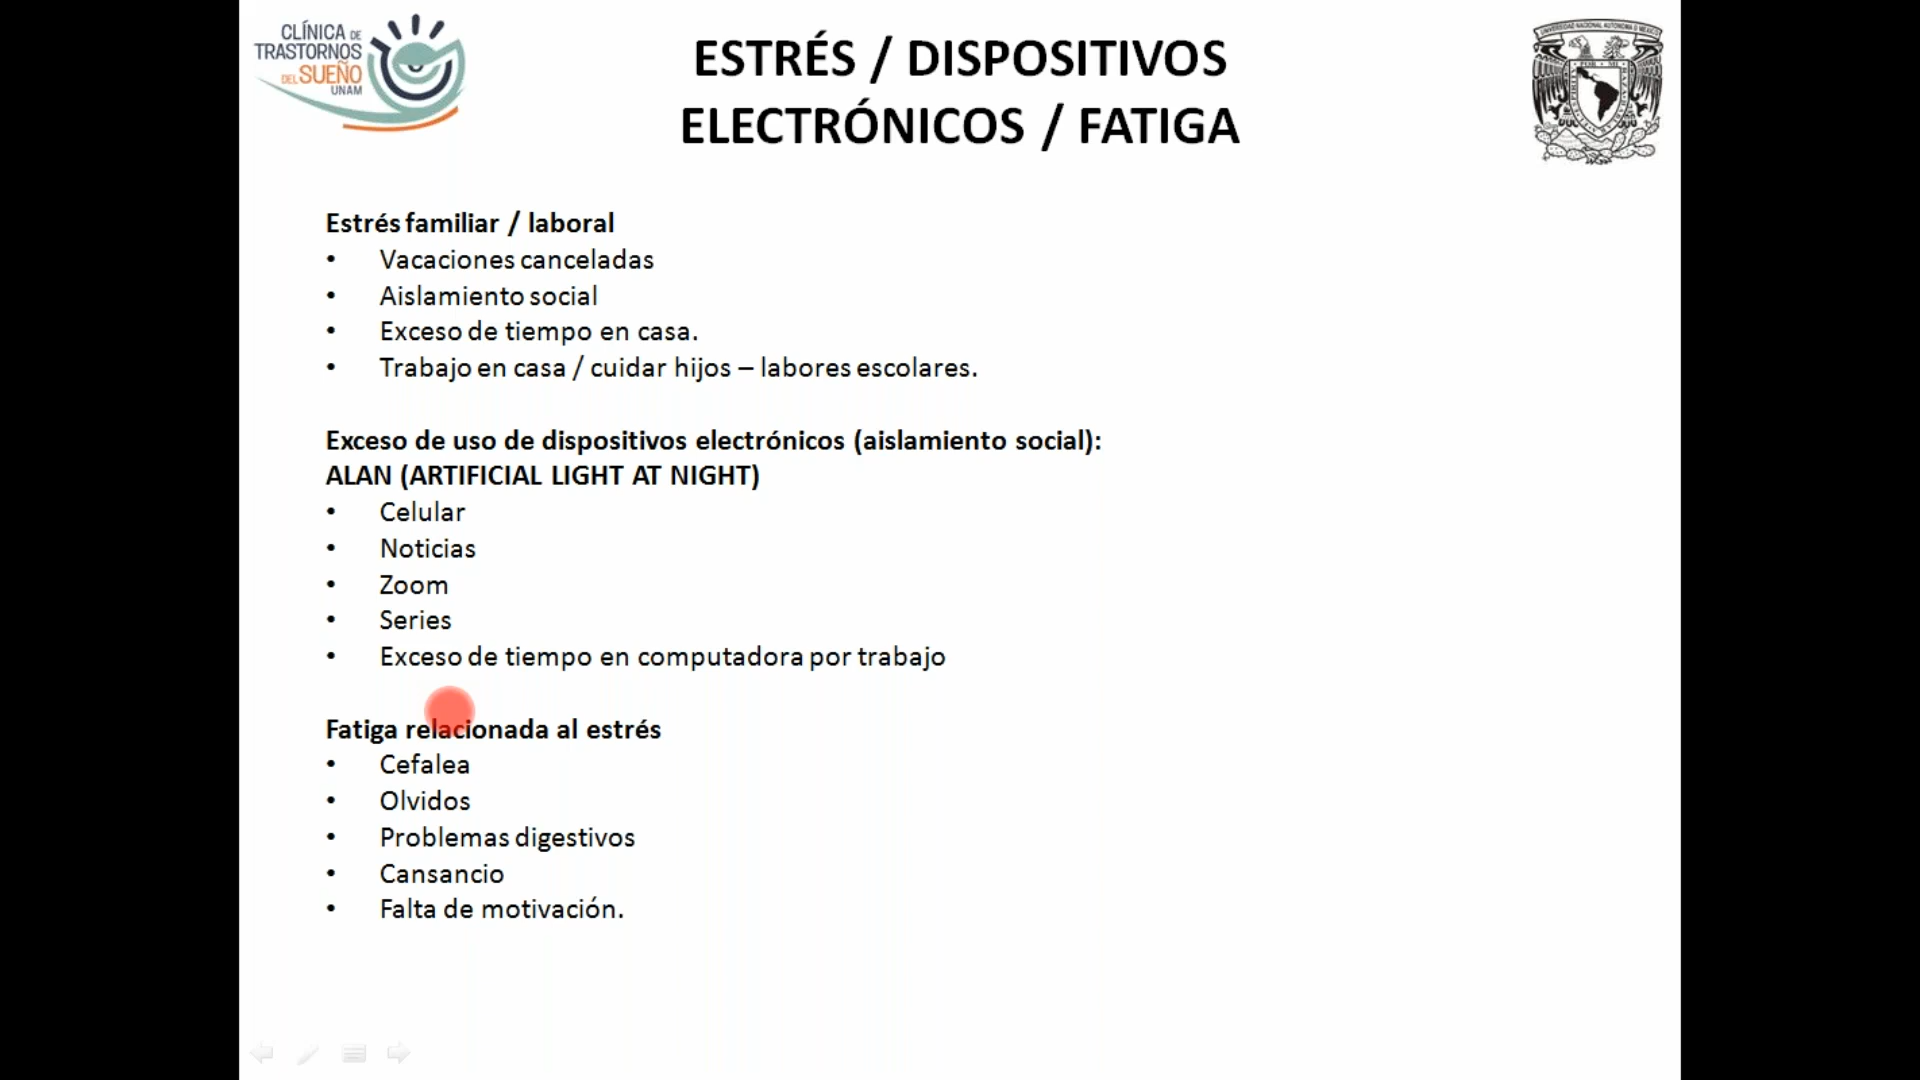 CLÍNICA DE
TRASTORNOS
DEL SUEÑO
UNAM
ESTRÉS / DISPOSITIVOS
ELECTRÓNICOS / FATIGA
Estrés familiar / laboral
• Vacaciones canceladas
• Aislamiento social
• Exceso de tiempo en casa.
• Trabajo en casa / cuidar hijos – labores escolares.
Exceso de uso de dispositivos electrónicos (aislamiento social):
ALAN (ARTIFICIAL LIGHT AT NIGHT)
• Celular
• Noticias
• Zoom
• Series
• Exceso de tiempo en computadora por trabajo
Fatiga relacionada al estrés
• Cefalea
• Olvidos
• Problemas digestivos
• Cansancio
• Falta de motivación.